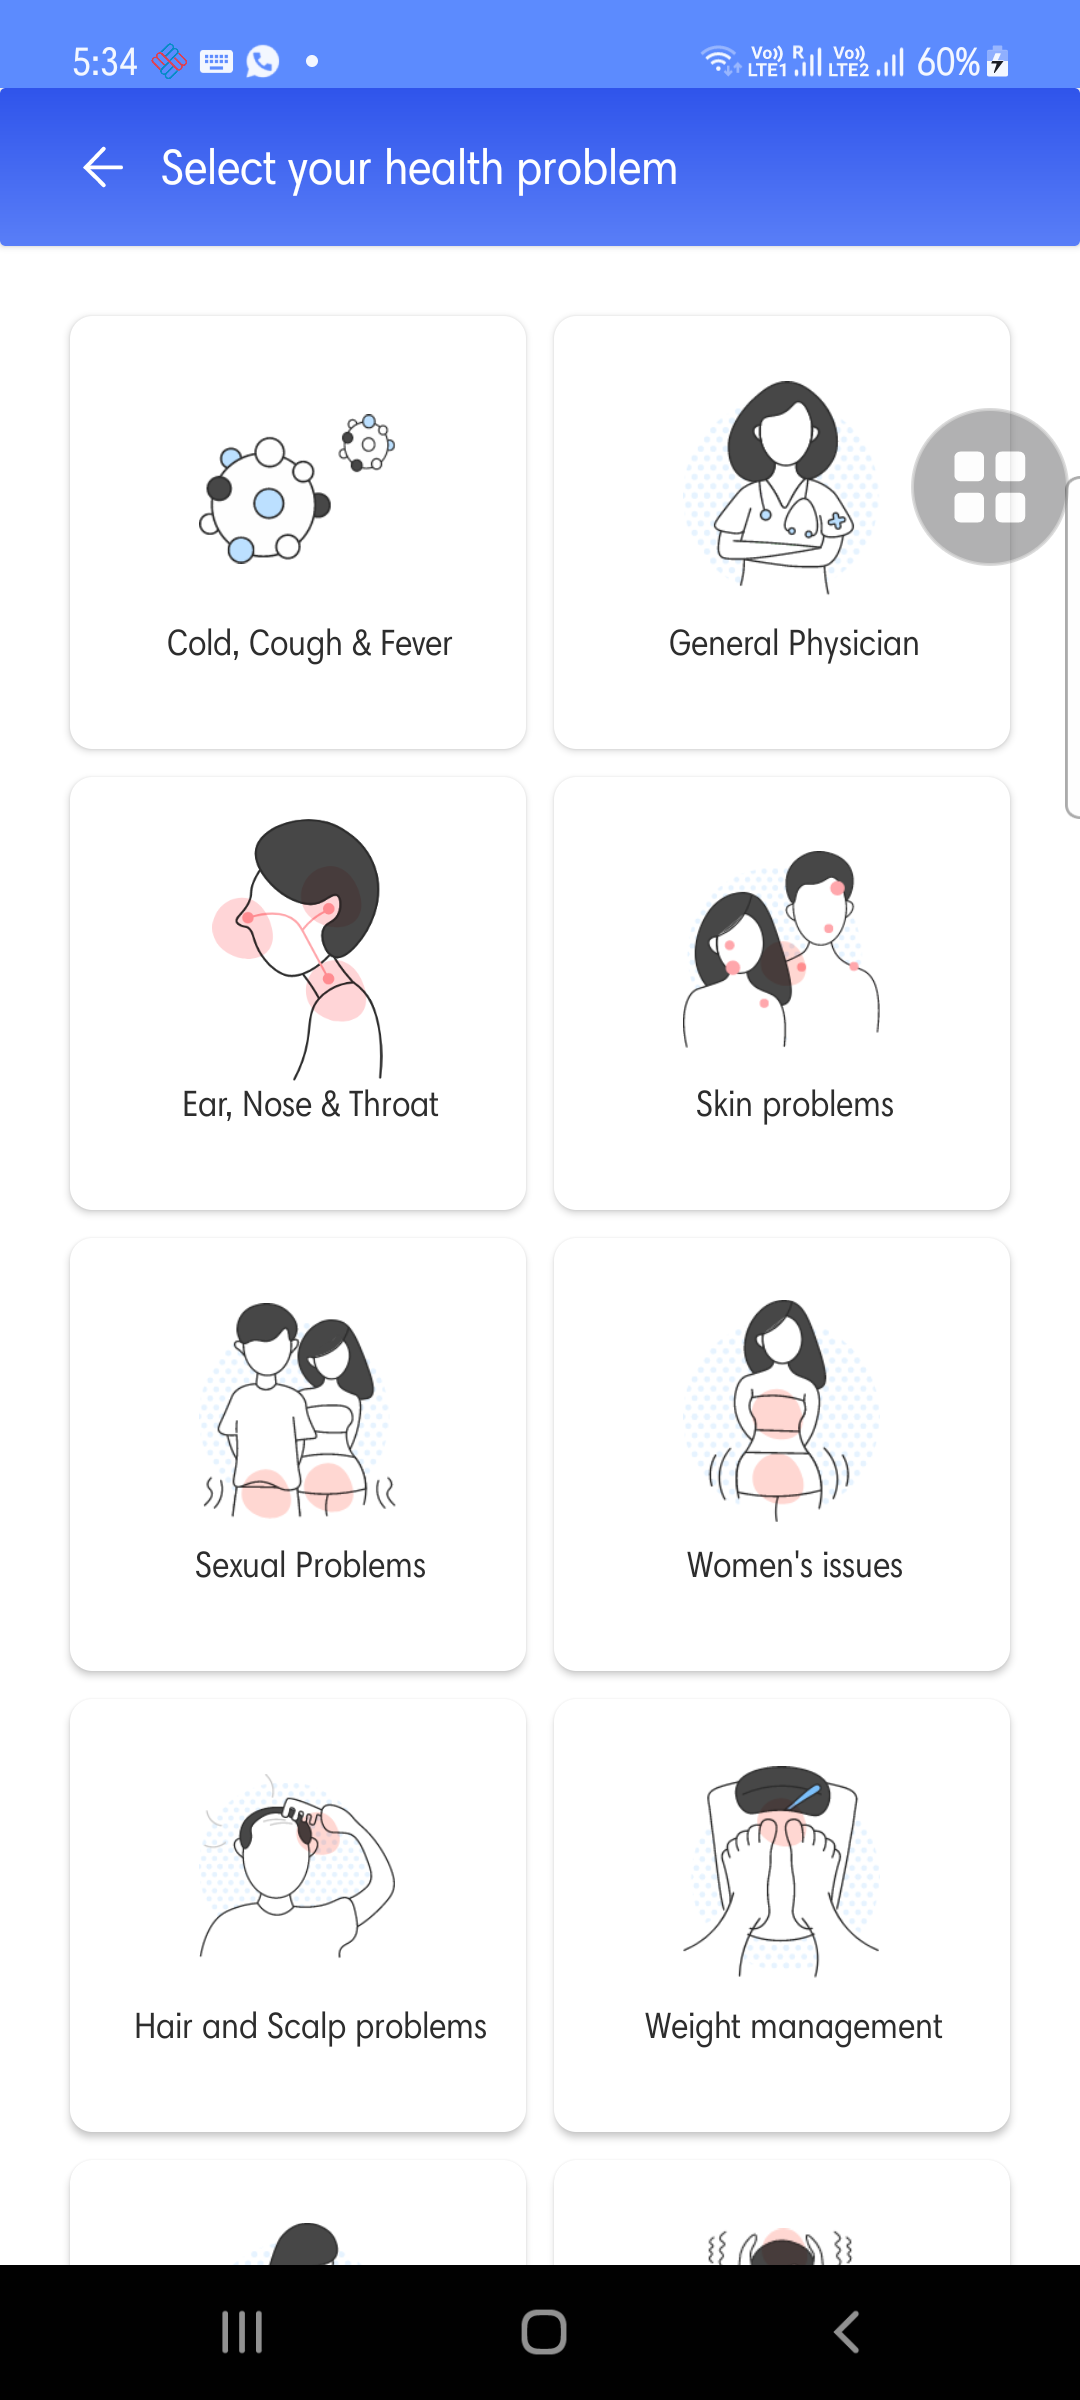 5:34
Vo)) R Vo))
LTE1 LTE2 60%
Select your health problem
Cold, Cough & Fever
General Physician
Ear, Nose & Throat
Skin problems
Sexual Problems
Women's issues
Hair and Scalp problems
Weight management